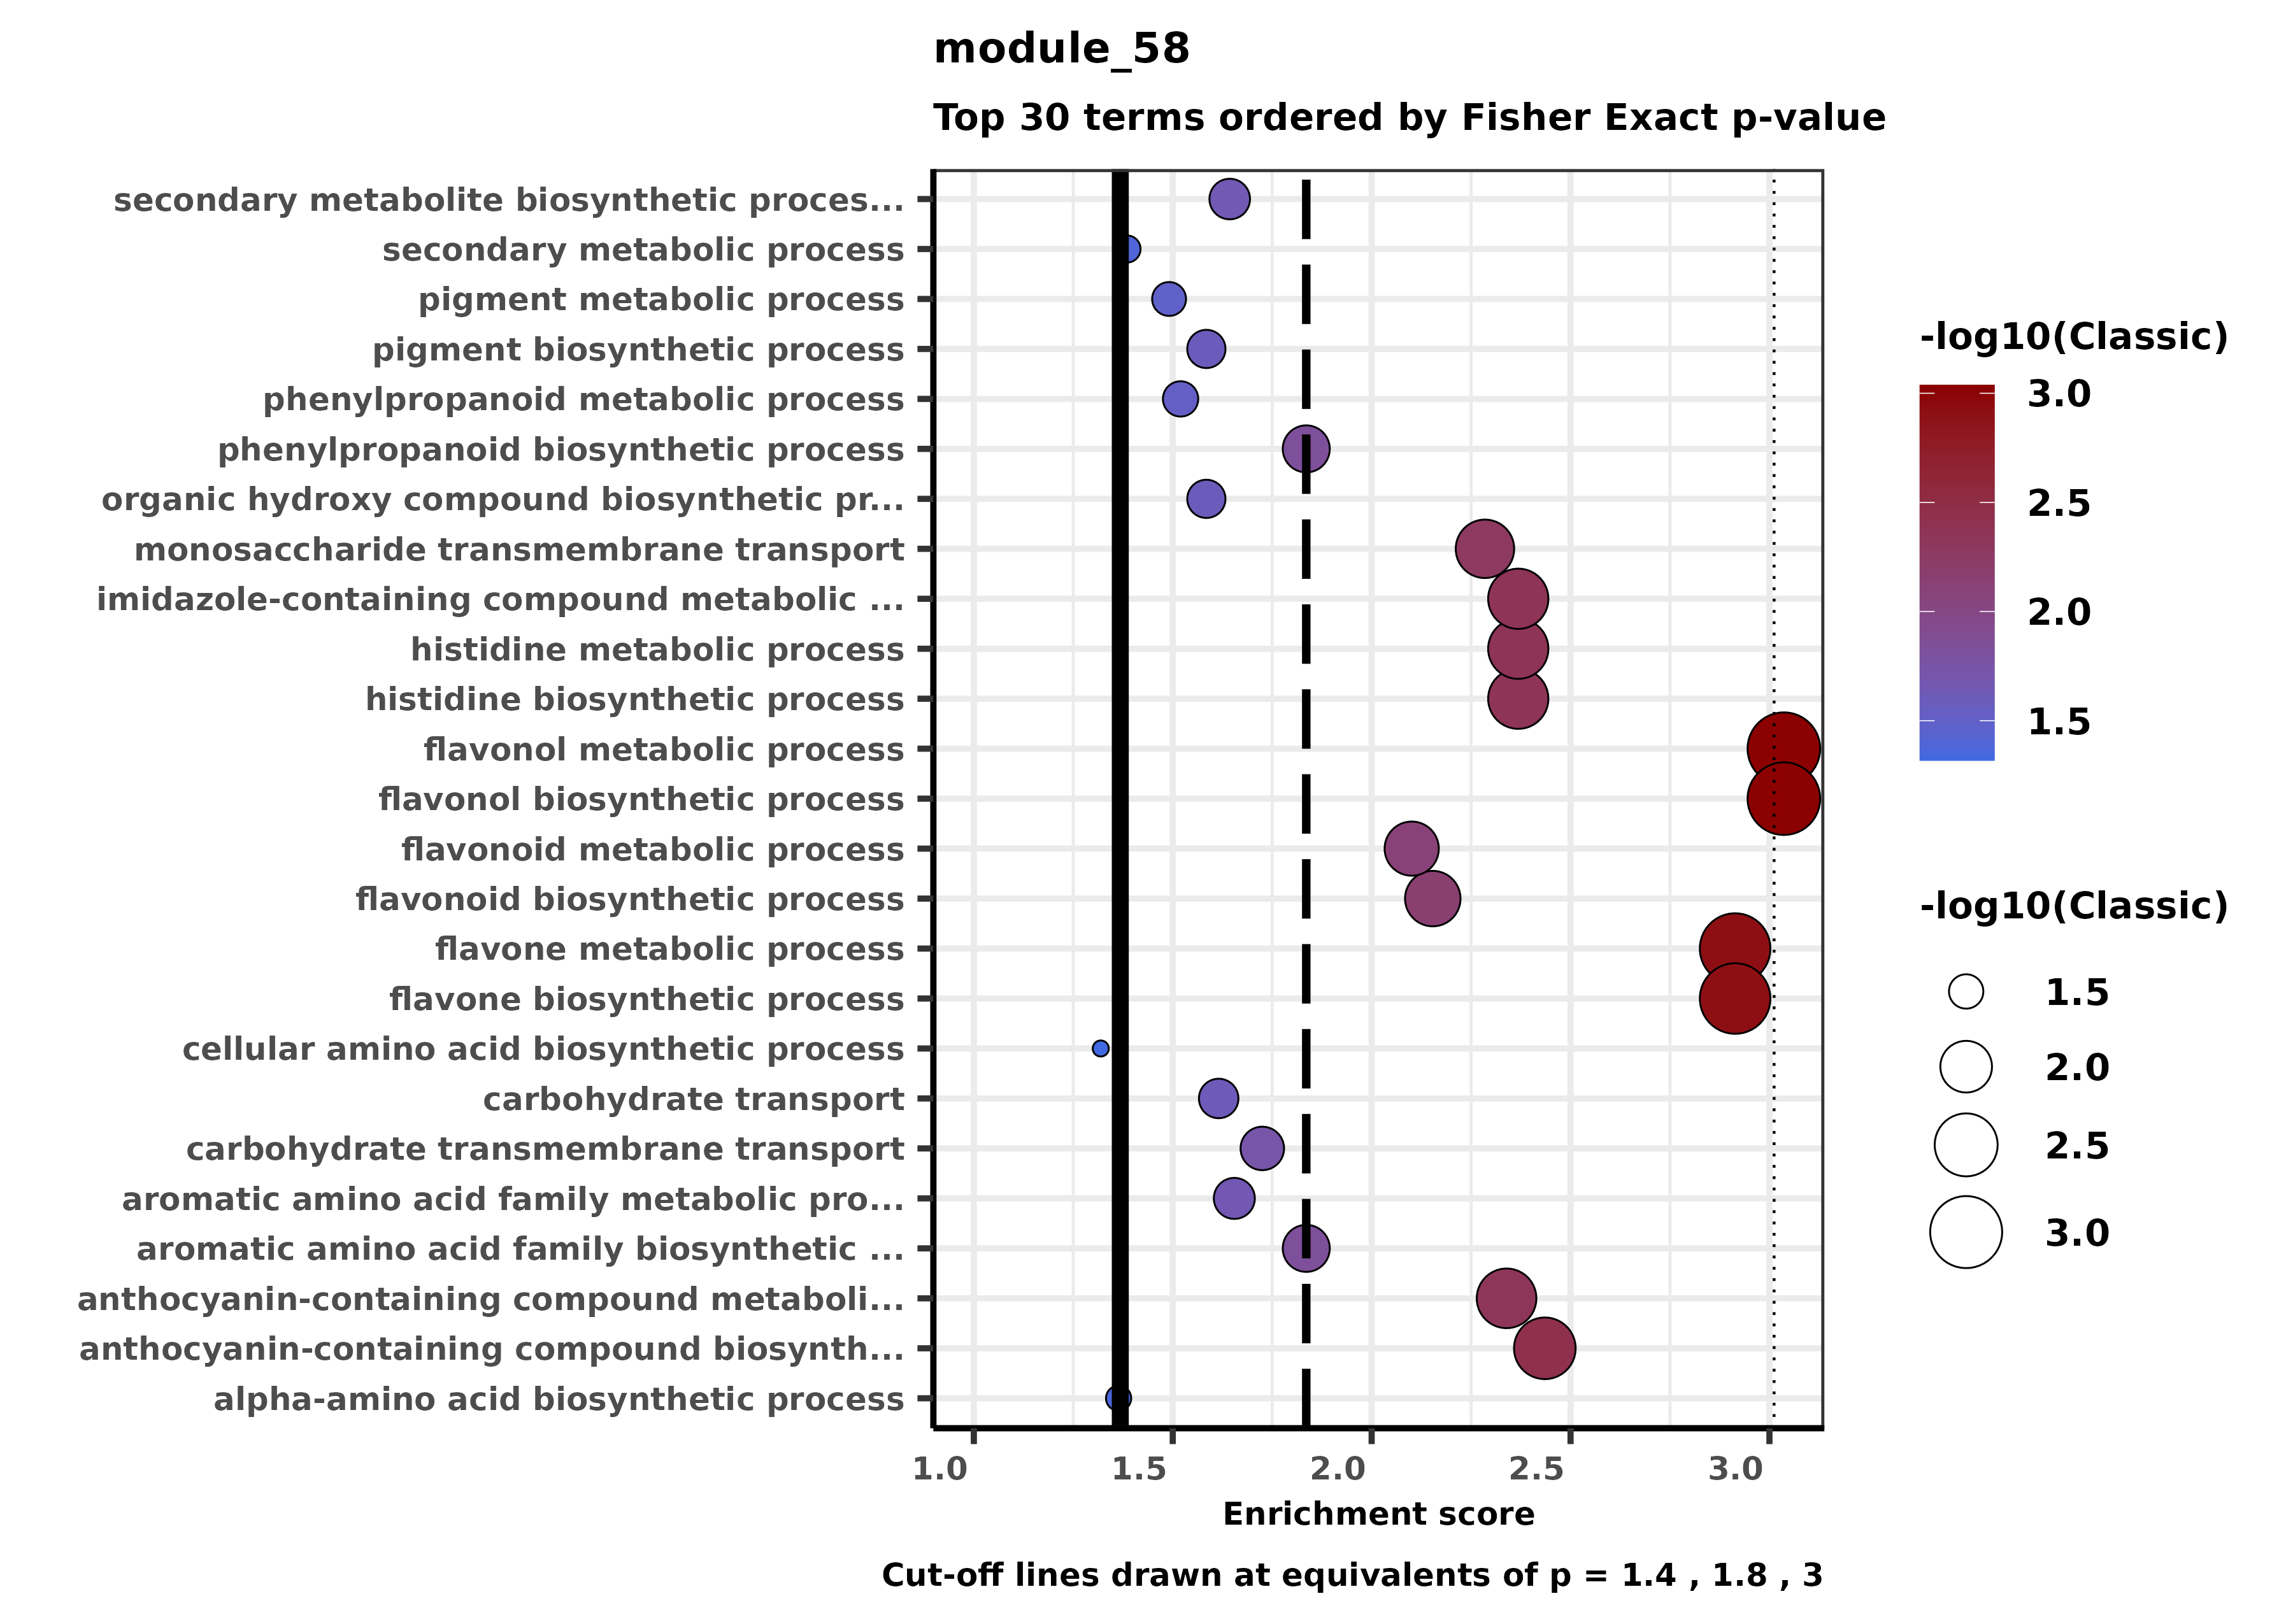 module_58
Top 30 terms ordered by Fisher Exact p-value
secondary metabolite biosynthetic proces...
secondary metabolic process
pigment metabolic process
pigment biosynthetic process
phenylpropanoid metabolic process
phenylpropanoid biosynthetic process
organic hydroxy compound biosynthetic pr...
monosaccharide transmembrane transport
imidazole-containing compound metabolic ...
histidine metabolic process
histidine biosynthetic process
flavonol metabolic process
flavonol biosynthetic process
flavonoid metabolic process
flavonoid biosynthetic process
flavone metabolic process
flavone biosynthetic process
cellular amino acid biosynthetic process
carbohydrate transport
carbohydrate transmembrane transport
aromatic amino acid family metabolic pro...
aromatic amino acid family biosynthetic ...
anthocyanin-containing compound metaboli...
anthocyanin-containing compound biosynth...
alpha-amino acid biosynthetic process
1.0 1.5 2.0 2.5 3.0
Enrichment score
Cut-off lines drawn at equivalents of p = 1.4 , 1.8 , 3
-log10(Classic)
3.0
2.5
2.0
1.5
-log10(Classic)
1.5
2.0
2.5
3.0